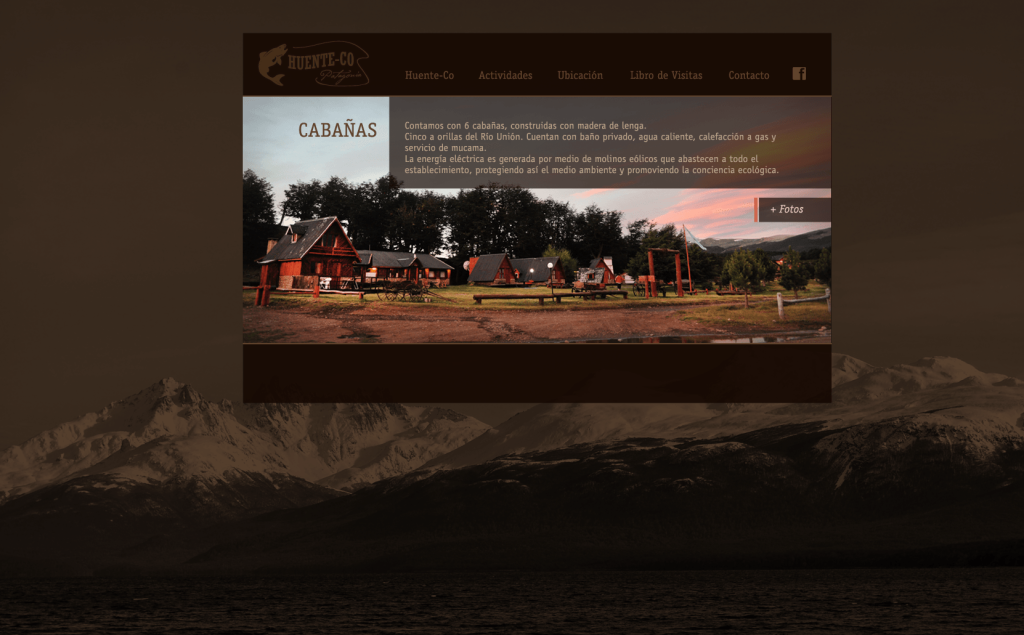 HUENTE-CO
Patagonia
Huente-Co Actividades Ubicación Libro de Visitas Contacto f
CABAÑAS
Contamos con 6 cabañas, construidas con madera de lenga.
Cinco a orillas del Río Unión. Cuentan con baño privado, agua caliente, calefacción a gas y
servicio de mucama.
La energía eléctrica es generada por medio de molinos eólicos que abastecen a todo el
establecimiento, protegiendo así el medio ambiente y promoviendo la conciencia ecológica.
+ Fotos